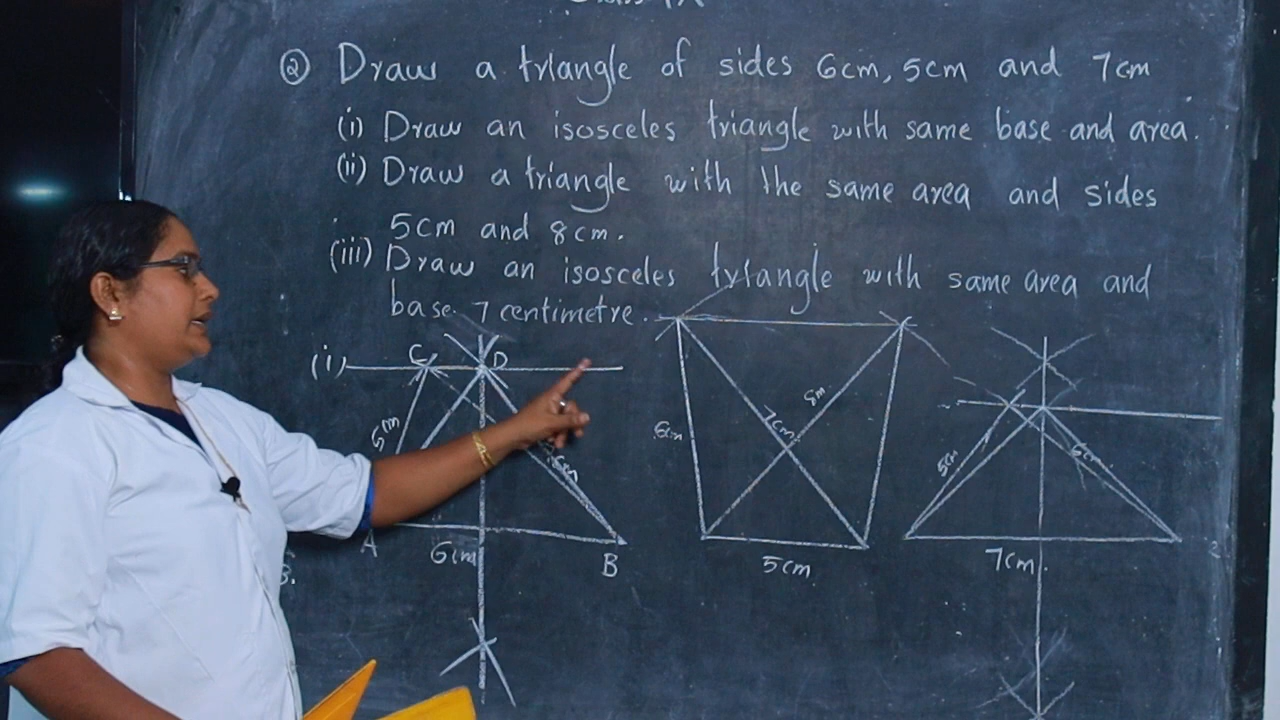 ② Draw a triangle of sides 6cm, 5cm and 7cm
(i) Draw an isosceles triangle with same base and area.
(ii) Draw a triangle with the same area and sides
5cm and 8cm.
(iii) Draw an isosceles triangle with same area and
base 7 centimetre.
(i)
C D
5cm
A
6cm
B
6cm
7cm
8m
5cm
5cm
6cm
7cm